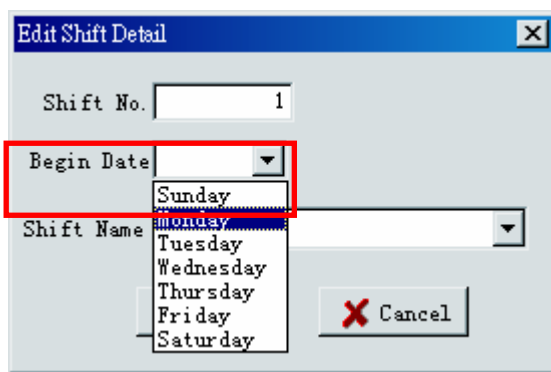 Edit Shift Detail
Shift No. 1
Begin Date
Sunday
Shift Name Monday
Tuesday
Wednesday
Thursday
Friday
Cancel
Saturday